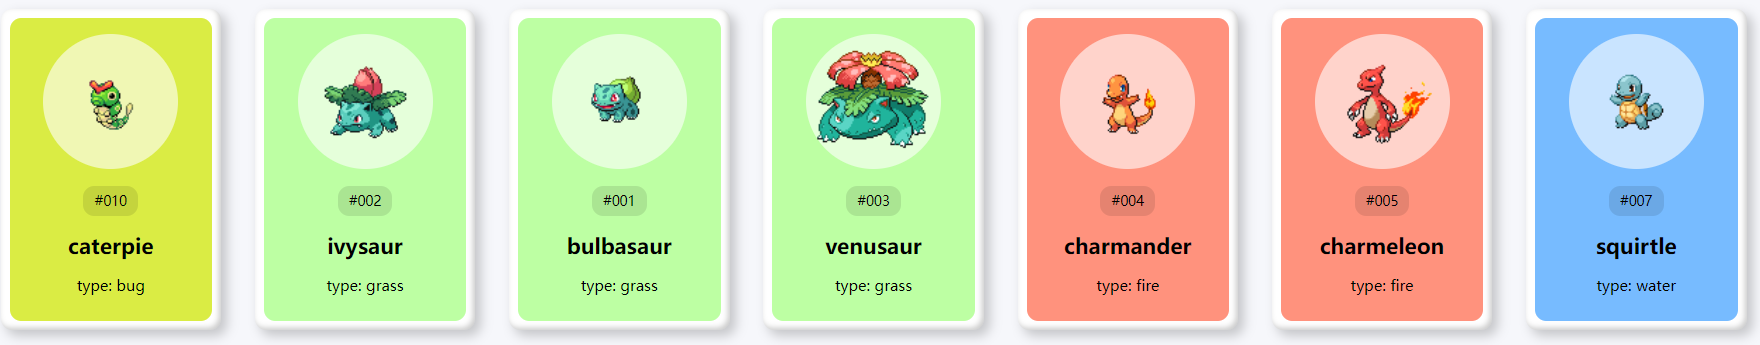 #010
caterpie
type: bug
#002
ivysaur
type: grass
#001
bulbasaur
type: grass
#003
venusaur
type: grass
#004
charmander
type: fire
#005
charmeleon
type: fire
#007
squirtle
type: water